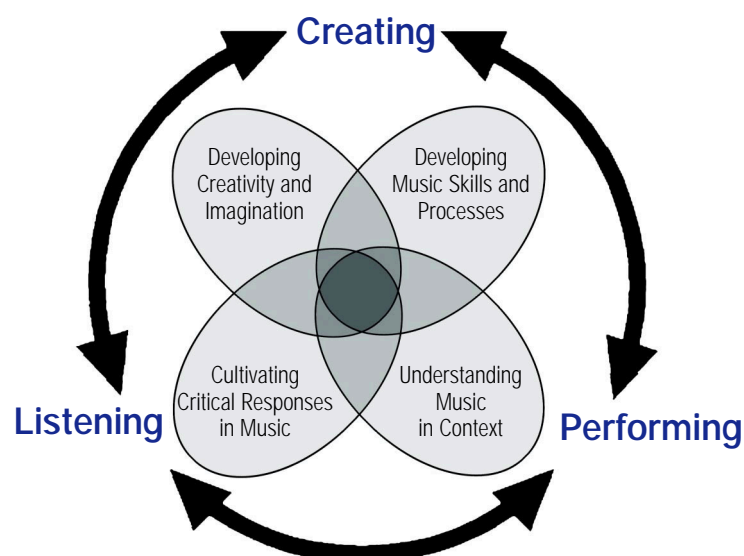 Creating
Developing
Creativity and
Imagination
Developing
Music Skills and
Processes
Cultivating
Critical Responses
in Music
Understanding
Music
in Context
Listening
Performing